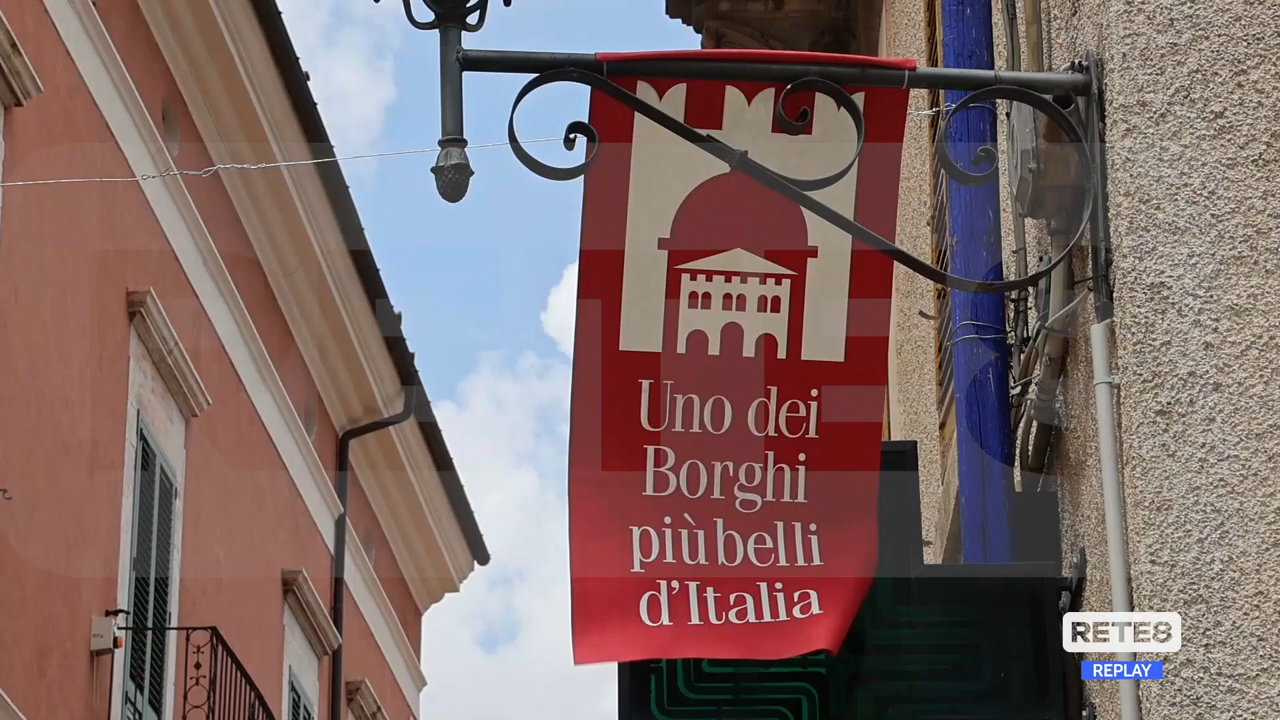 Uno dei
Borghi
più belli
d'Italia
RETE8
REPLAY